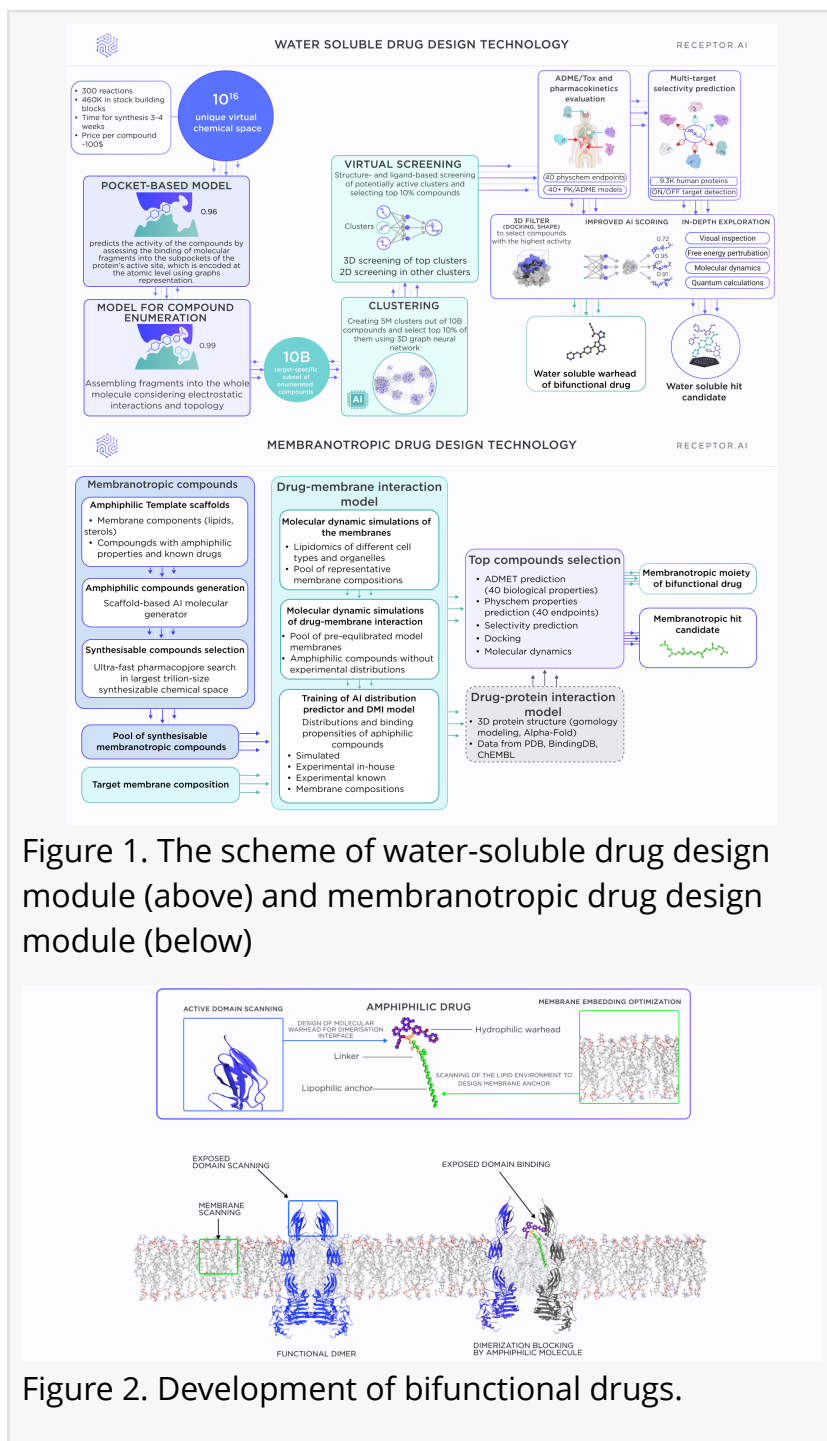 WATER SOLUBLE DRUG DESIGN TECHNOLOGY
RECEPTOR.AI
• 300 reactions
• 460K in stock building
blocks
• Time for synthesis 3-4
weeks
• Price per compound
~100$
10¹⁶
unique virtual
chemical space
POCKET-BASED MODEL
0.96
predicts the activity of the compounds by
assessing the binding of molecular
fragments into the subpockets of the
protein's active site, which is encoded at
the atomic level using graphs
representation.
MODEL FOR COMPOUND
ENUMERATION
0.99
Assembling fragments into the whole
molecule considering electrostatic
interactions and topology
10B
target-specific
subset of
enumerated
compounds
VIRTUAL SCREENING
Structure- and ligand-based screening
of potentially active clusters and
selecting top 10% compounds
Clusters
3D screening of top clusters
2D screening in other clusters
CLUSTERING
Creating 5M clusters out of 10B
compounds and select top 10% of
them using 3D graph neural
network
AI
ADME/Tox and
pharmacokinetics
evaluation
40 physchem endpoints
40+ PK/ADME models
Multi-target
selectivity prediction
9.3K human proteins
ON/OFF target detection
3D FILTER
(DOCKING, SHAPE)
to select compounds
with the highest activity
IMPROVED AI SCORING
0.72
0.95
0.91
IN-DEPTH EXPLORATION
Visual inspection
Free energy pertrubation
Molecular dynamics
Quantum calculations
Water soluble warhead
of bifunctional drug
Water soluble hit
candidate
MEMBRANOTROPIC DRUG DESIGN TECHNOLOGY
RECEPTOR.AI
Membranotropic compounds
Amphiphilic Template scaffolds
• Membrane components (lipids,
sterols)
• Compoungds with amphiphilic
properties and known drugs
Amphiphilic compounds generation
Scaffold-based AI molecular
generator
Synthesisable compounds selection
Ultra-fast pharmacopjore search
in largest trilion-size
synthesizable chemical space
Pool of synthesisable
membranotropic compounds
Target membrane composition
Drug-membrane interaction
model
Molecular dynamic simulations of
the membranes
• Lipidomics of different cell
types and organelles
• Pool of representative
membrane compositions
Molecular dynamic simulations
of drug-membrane interaction
• Pool of pre-equlibrated model
membranes
• Amphiphilic compounds without
experimental distributions
Training of AI distribution
predictor and DMI model
Distributions and binding
propensities of aphiphilic
compounds
• Simulated
• Experimental in-house
• Experimental known
• Membrane compositions
Top compounds selection
• ADMET prediction
(40 biological properties)
• Physchem properties
prediction (40 endpoints)
• Selectivity prediction
• Docking
• Molecular dynamics
Drug-protein interaction
model
• 3D protein structure (gomology
modeling, Alpha-Fold)
• Data from PDB, BindingDB,
ChEMBL
Membranotropic moiety
of bifunctional drug
Membranotropic hit
candidate
Figure 1. The scheme of water-soluble drug design
module (above) and membranotropic drug design
module (below)
ACTIVE DOMAIN SCANNING
AMPHIPHILIC DRUG
MEMBRANE EMBEDDING OPTIMIZATION
DESIGN OF MOLECULAR
WARHEAD FOR DIMERISATION
INTERFACE
Hydrophilic warhead
Linker
Lipophilic anchor
SCANNING OF THE LIPID ENVIRONMENT TO
DESIGN MEMBRANE ANCHOR
EXPOSED
DOMAIN SCANNING
EXPOSED DOMAIN BINDING
MEMBRANE
SCANNING
FUNCTIONAL DIMER
DIMERIZATION BLOCKING
BY AMPHIPHILIC MOLECULE
Figure 2. Development of bifunctional drugs.